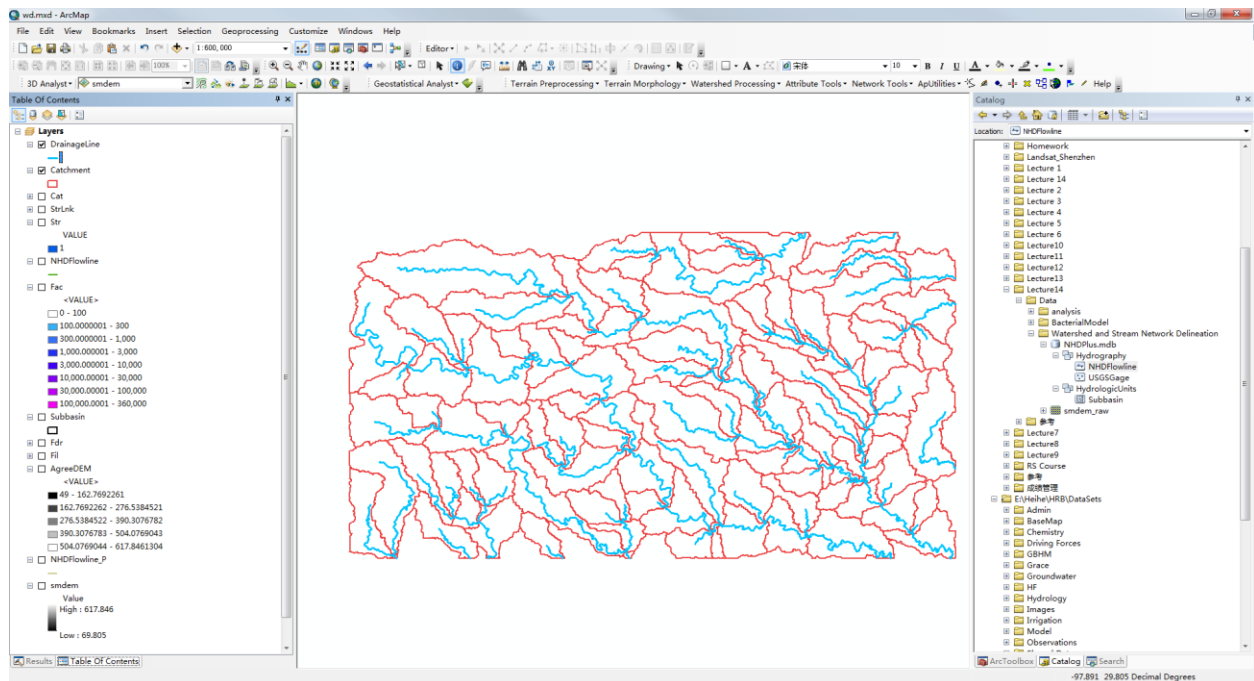 wd.mxd - ArcMap
File Edit View Bookmarks Insert Selection Geoprocessing Customize Windows Help
1:600,000 Editor
100% Drawing A 宋体 10 B I U A
3D Analyst smdem Geostatistical Analyst Terrain Preprocessing Terrain Morphology Watershed Processing Attribute Tools Network Tools ApUtilities Help
Table Of Contents
Layers
DrainageLine
Catchment
Cat
StrLnk
Str
VALUE
1
NHDFlowline
Fac
<VALUE>
0 - 100
100.0000001 - 300
300.0000001 - 1,000
1,000.000001 - 3,000
3,000.000001 - 10,000
10,000.00001 - 30,000
30,000.00001 - 100,000
100,000.0001 - 360,000
Subbasin
Fdr
Fil
AgreeDEM
<VALUE>
49 - 162.7692261
162.7692262 - 276.5384521
276.5384522 - 390.3076782
390.3076783 - 504.0769043
504.0769044 - 617.8461304
NHDFlowline_P
smdem
Value
High : 617.846
Low : 69.805
Results Table Of Contents
Catalog
Location: NHDFlowline
Homework
Landsat_Shenzhen
Lecture 1
Lecture 14
Lecture 2
Lecture 3
Lecture 4
Lecture 5
Lecture 6
Lecture10
Lecture11
Lecture12
Lecture13
Lecture14
Data
analysis
BacterialModel
Watershed and Stream Network Delineation
NHDPlus.mdb
Hydrography
NHDFlowline
USGSGage
HydrologicUnits
Subbasin
smdem_raw
参考
Lecture7
Lecture8
Lecture9
RS Course
参考
成绩管理
E:\Heihe\HRB\DataSets
Admin
BaseMap
Chemistry
Driving Forces
GBHM
Grace
Groundwater
HF
Hydrology
Images
Irrigation
Model
Observations
ArcToolbox Catalog Search
-97.891 29.805 Decimal Degrees